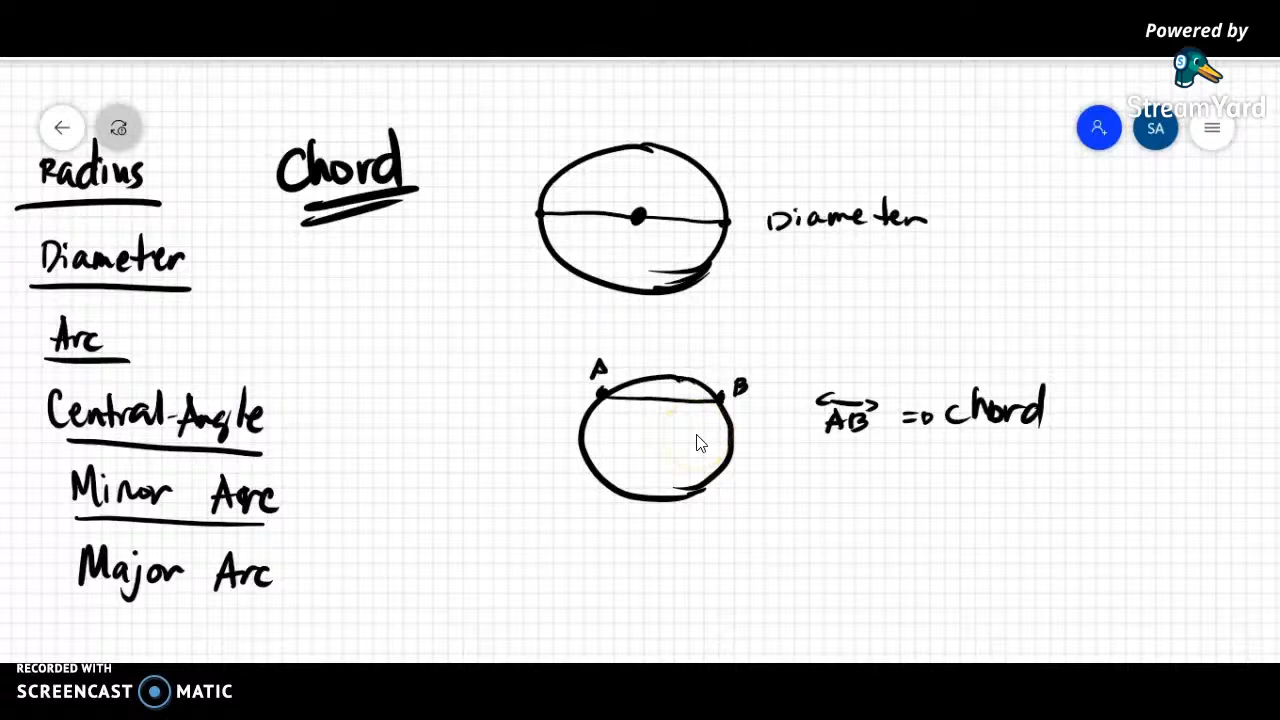 Powered by
StreamYard
SA
Radius
Chord
Diameter
Diameter
Arc
A
B
AB => chord
Central-Angle
Minor Arc
Major Arc
RECORDED WITH
SCREENCAST MATIC